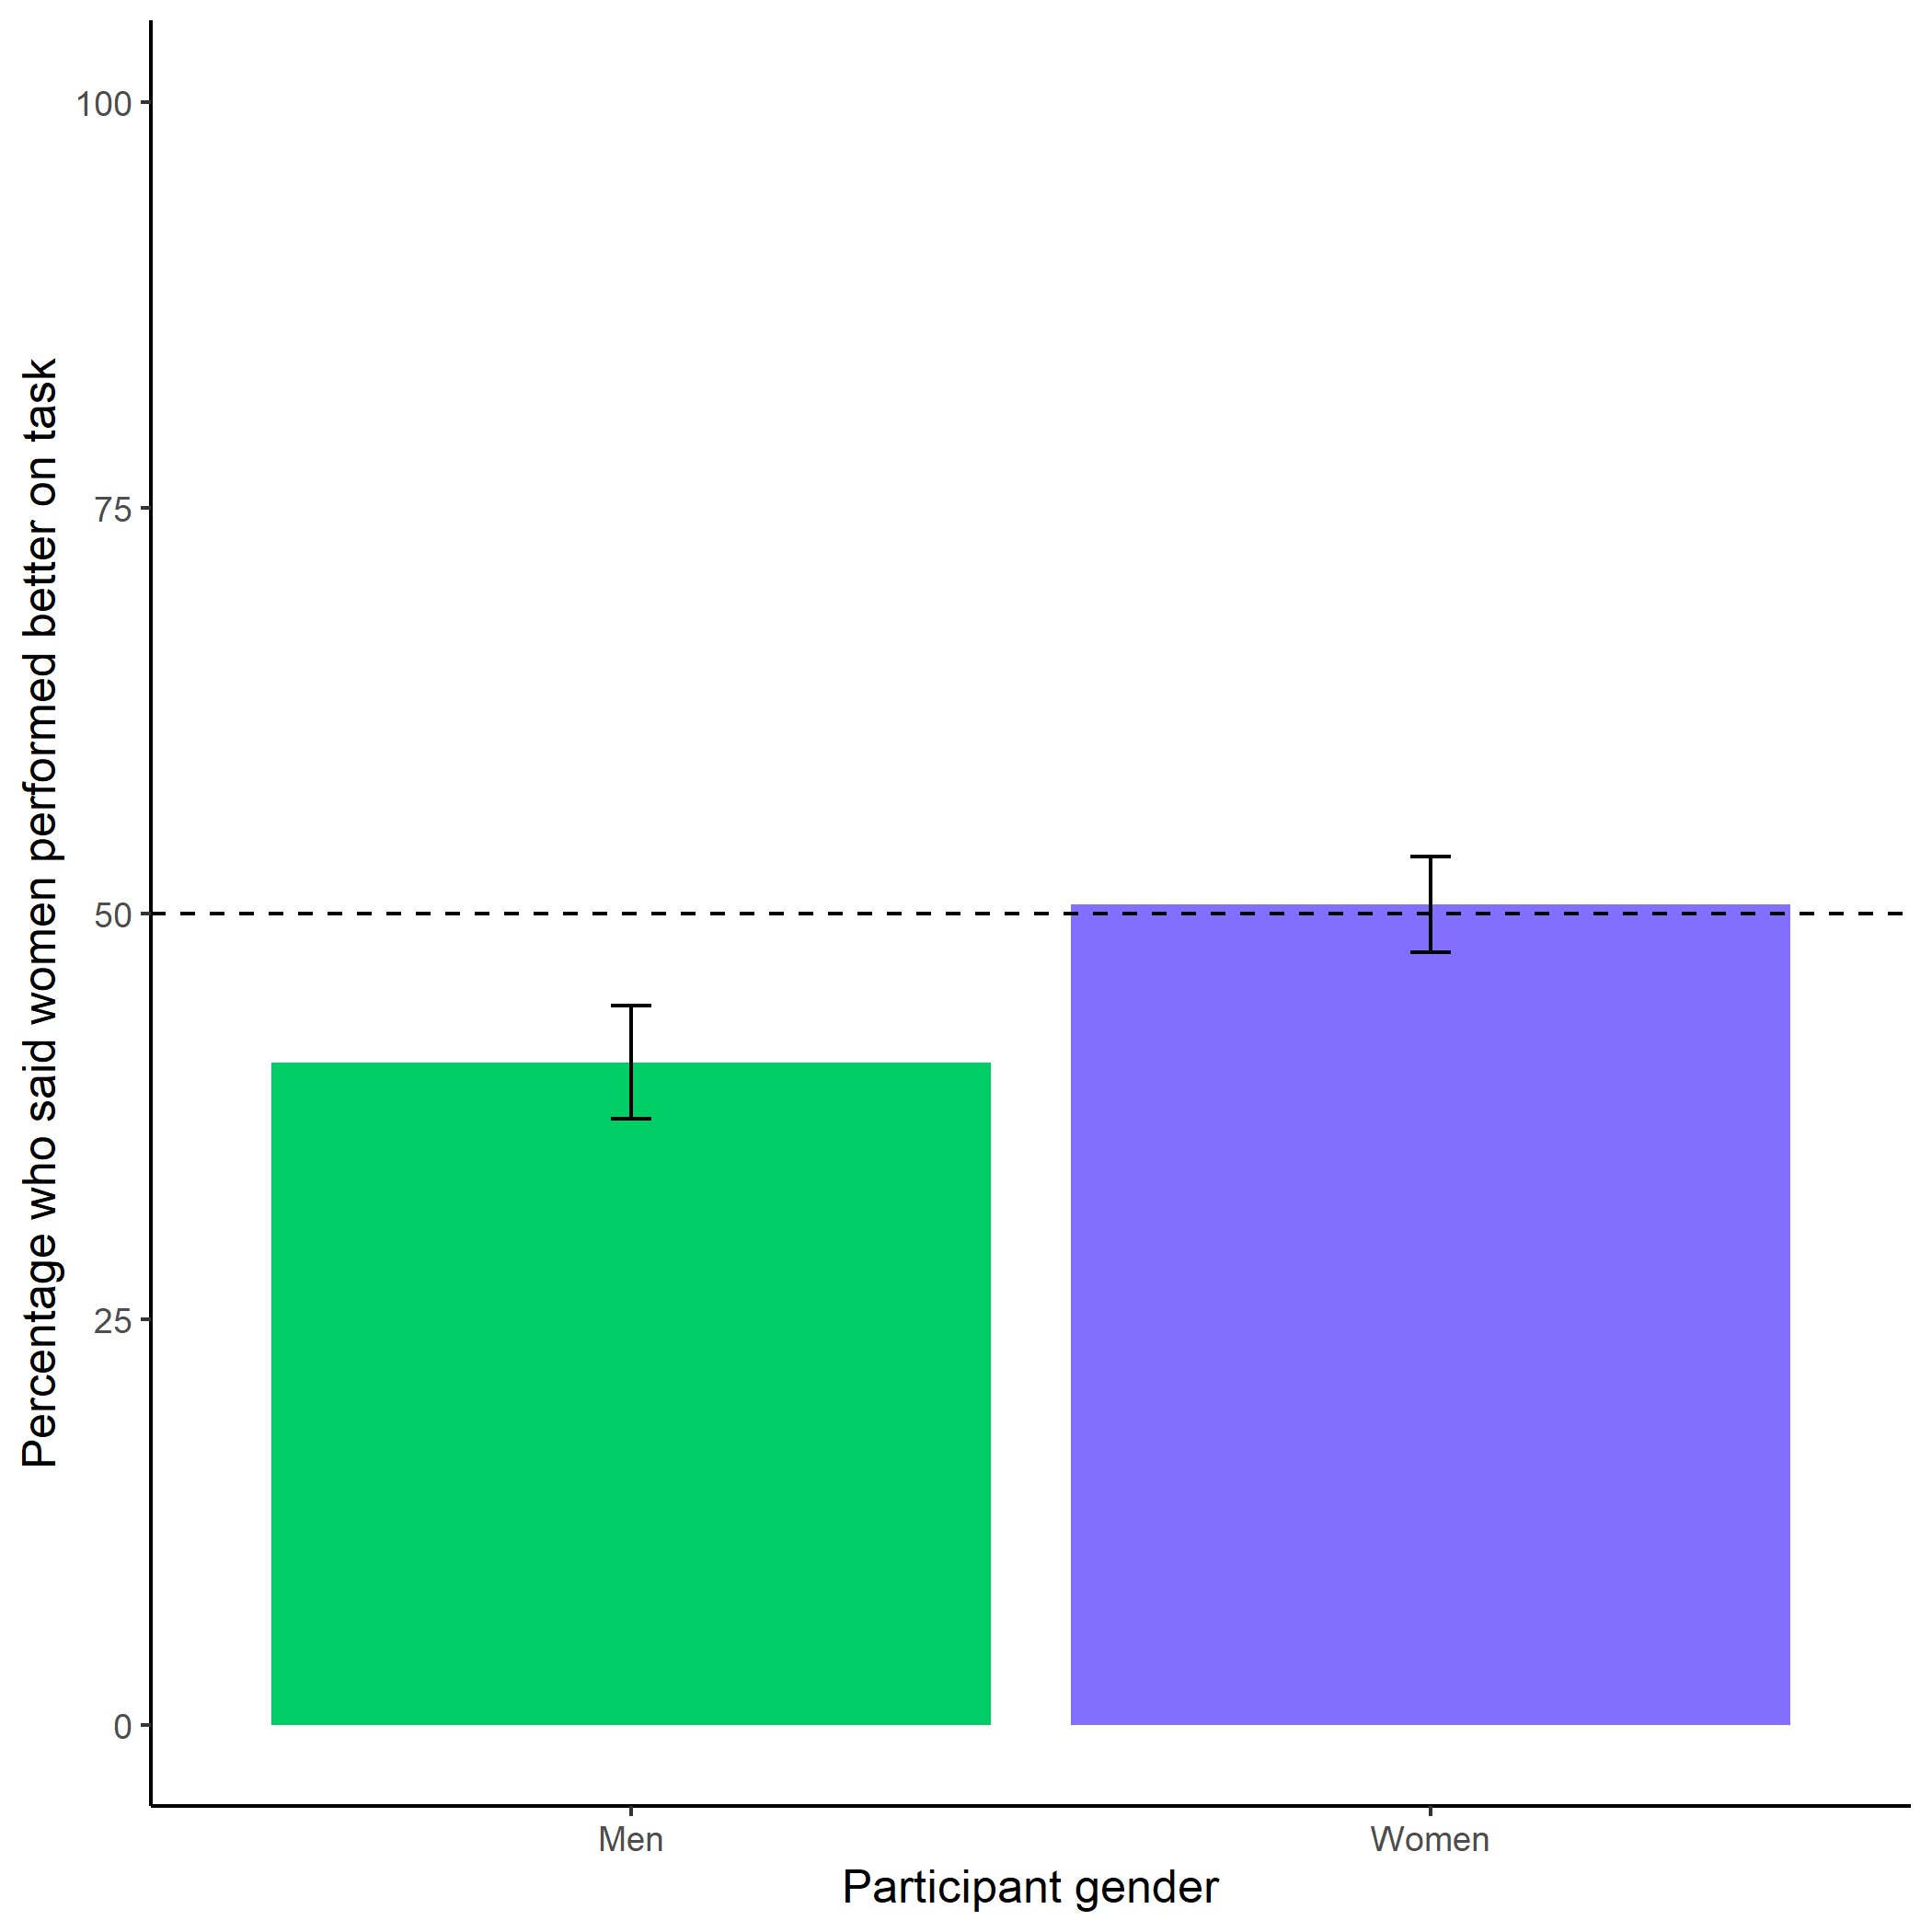 Percentage who said women performed better on task
100
75
50
25
0
Men
Women
Participant gender